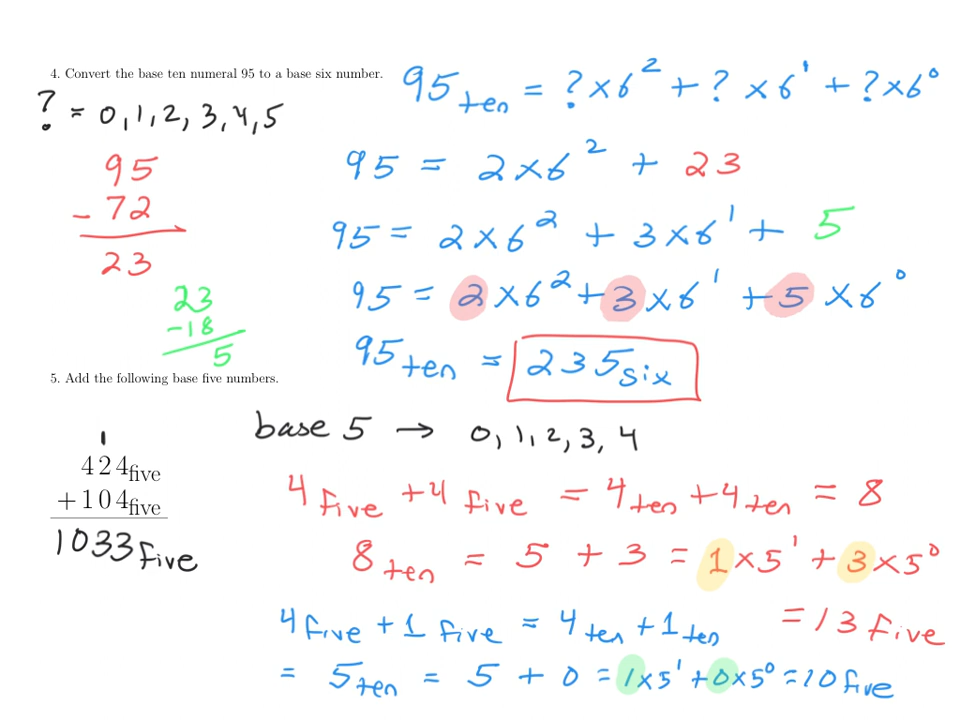 4. Convert the base ten numeral 95 to a base six number.
95ten = ?×6² + ?×6¹ + ?×6⁰
? = 0,1,2,3,4,5
95
- 72
23
23
-18
5
95 = 2×6² + 23
95 = 2×6² + 3×6¹ + 5
95 = 2×6² + 3×6¹ + 5×6⁰
95ten = 235six
5. Add the following base five numbers.
1
424five
+104five
1033five
base 5 → 0,1,2,3,4
4five +4five = 4ten+4ten = 8
8ten = 5 + 3 = 1×5¹ + 3×5⁰
= 13five
4five +1five = 4ten+1ten
= 5ten = 5 + 0 = 1×5¹ + 0×5⁰ = 10five